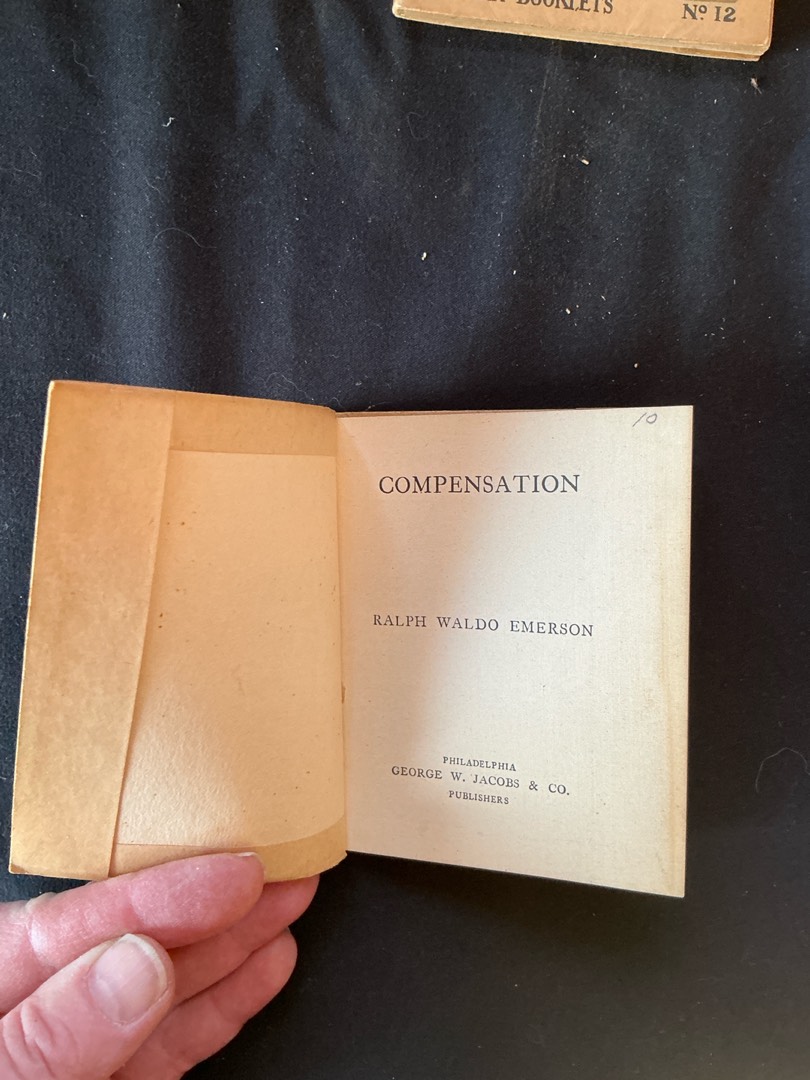 BOOKLETS Nº 12
10
COMPENSATION
RALPH WALDO EMERSON
PHILADELPHIA
GEORGE W. JACOBS & CO.
PUBLISHERS